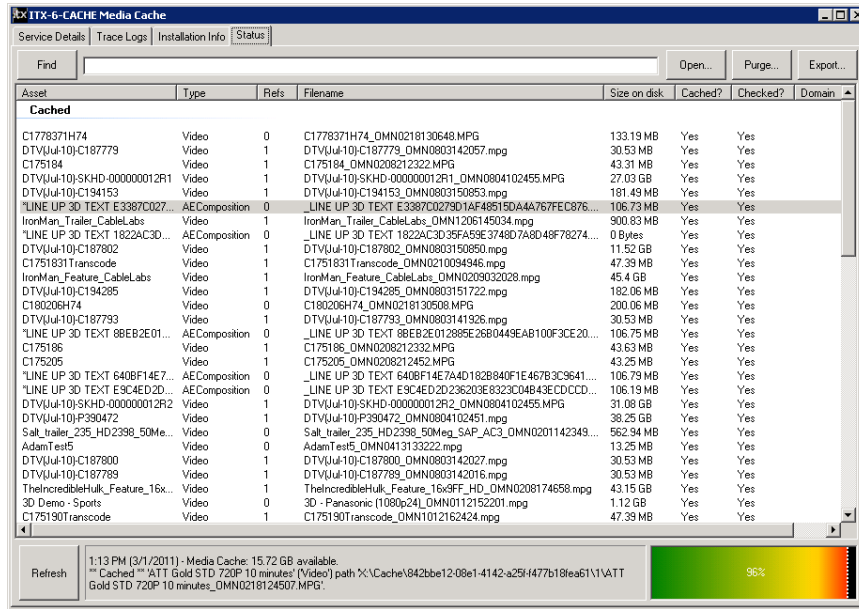 ITX-6-CACHE Media Cache
Service Details Trace Logs Installation Info Status
Find Open... Purge... Export...
Asset Type Refs Filename Size on disk Cached? Checked? Domain
Cached
C1778371H74 Video 0 C1778371H74_OMN0218130648.MPG 133.19 MB Yes Yes
DTV(Jul-10)-C187779 Video 1 DTV(Jul-10)-C187779_OMN0803142057.mpg 30.53 MB Yes Yes
C175184 Video 1 C175184_OMN0208212322.MPG 43.31 MB Yes Yes
DTV(Jul-10)-SKHD-000000012R1 Video 1 DTV(Jul-10)-SKHD-000000012R1_OMN0804102455.MPG 27.03 GB Yes Yes
DTV(Jul-10)-C194153 Video 1 DTV(Jul-10)-C194153_OMN0803150853.mpg 181.49 MB Yes Yes
"LINE UP 3D TEXT E3387C027... AEComposition 0 _LINE UP 3D TEXT E3387C0279D1AF48515DA4A767FEC876.... 106.73 MB Yes Yes
IronMan_Trailer_CableLabs Video 1 IronMan_Trailer_CableLabs_OMN1206145034.mpg 900.83 MB Yes Yes
"LINE UP 3D TEXT 1822AC3D... AEComposition 0 _LINE UP 3D TEXT 1822AC3D35FA59E3748D7A8D48F78274.... 0 Bytes Yes Yes
DTV(Jul-10)-C187802 Video 1 DTV(Jul-10)-C187802_OMN0803150850.mpg 11.52 GB Yes Yes
C1751831Transcode Video 1 C1751831Transcode_OMN0210094946.mpg 47.39 MB Yes Yes
IronMan_Feature_CableLabs Video 1 IronMan_Feature_CableLabs_OMN0209032028.mpg 45.4 GB Yes Yes
DTV(Jul-10)-C194285 Video 1 DTV(Jul-10)-C194285_OMN0803151722.mpg 182.06 MB Yes Yes
C180206H74 Video 0 C180206H74_OMN0218130508.MPG 200.06 MB Yes Yes
DTV(Jul-10)-C187793 Video 1 DTV(Jul-10)-C187793_OMN0803141926.mpg 30.53 MB Yes Yes
"LINE UP 3D TEXT 8BEB2E01... AEComposition 0 _LINE UP 3D TEXT 8BEB2E012885E26B0449EAB100F3CE20.... 106.75 MB Yes Yes
C175186 Video 1 C175186_OMN0208212332.MPG 43.63 MB Yes Yes
C175205 Video 1 C175205_OMN0208212452.MPG 43.25 MB Yes Yes
"LINE UP 3D TEXT 640BF14E7... AEComposition 0 _LINE UP 3D TEXT 640BF14E7A4D182B840F1E467B3C9641.... 106.79 MB Yes Yes
"LINE UP 3D TEXT E9C4ED2D... AEComposition 0 _LINE UP 3D TEXT E9C4ED2D236203E8323C04B43ECDCCD... 106.19 MB Yes Yes
DTV(Jul-10)-SKHD-000000012R2 Video 1 DTV(Jul-10)-SKHD-000000012R2_OMN0804102455.MPG 31.08 GB Yes Yes
DTV(Jul-10)-P390472 Video 1 DTV(Jul-10)-P390472_OMN0804102451.mpg 38.25 GB Yes Yes
Salt_trailer_235_HD2398_50Me... Video 0 Salt_trailer_235_HD2398_50Meg_SAP_AC3_OMN0201142349.... 562.94 MB Yes Yes
AdamTest5 Video 0 AdamTest5_OMN0413133222.mpg 13.25 MB Yes Yes
DTV(Jul-10)-C187800 Video 1 DTV(Jul-10)-C187800_OMN0803142027.mpg 30.53 MB Yes Yes
DTV(Jul-10)-C187789 Video 1 DTV(Jul-10)-C187789_OMN0803142016.mpg 30.53 MB Yes Yes
TheIncredibleHulk_Feature_16x... Video 1 TheIncredibleHulk_Feature_16x9FF_HD_OMN0208174658.mpg 43.15 GB Yes Yes
3D Demo - Sports Video 0 3D - Panasonic (1080p24)_OMN0112152201.mpg 1.12 GB Yes Yes
C175190Transcode Video 1 C175190Transcode_OMN1012162424.mpg 47.39 MB Yes Yes
Refresh
1:13 PM (3/1/2011) - Media Cache: 15.72 GB available.
** Cached ** 'ATT Gold STD 720P 10 minutes' ('Video') path 'X:\Cache\842bbe12-08e1-4142-a25f-f477b18fea61\1\ATT
Gold STD 720P 10 minutes_OMN0218124507.MPG'.
96%